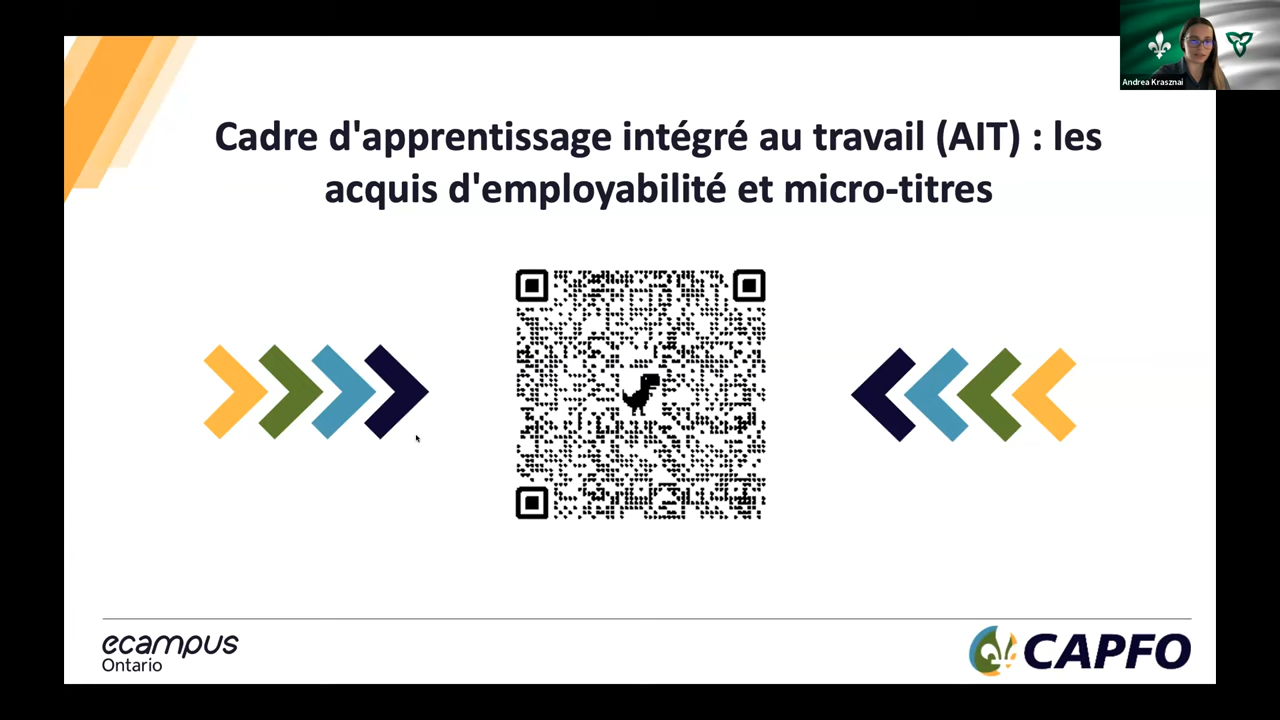 Andrea Krasznai
Cadre d'apprentissage intégré au travail (AIT) : les
acquis d'employabilité et micro-titres
ecampus
Ontario
CAPFO